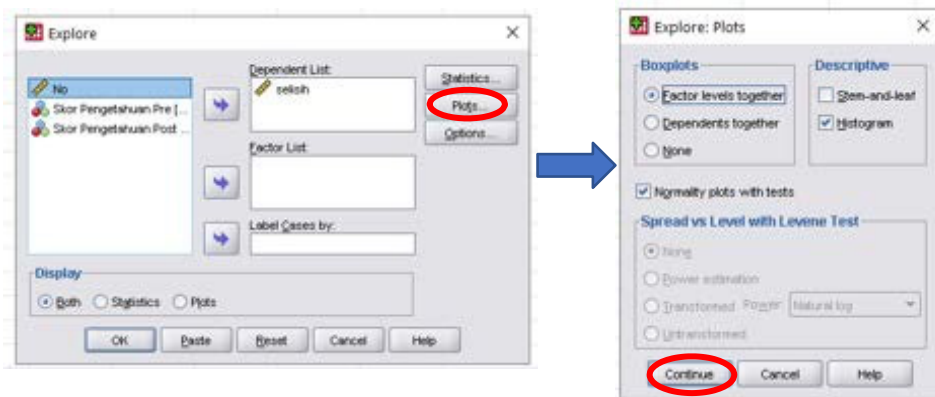 Explore
No
Skor Pengetahuan Pre [...
Skor Pengetahuan Post ...
Dependent List:
selisih
Factor List:
Label Cases by:
Statistics...
Plots...
Options...
Display
Both Statistics Plots
OK Paste Reset Cancel Help
Explore: Plots
Boxplots
Factor levels together
Dependents together
None
Descriptive
Stem-and-leaf
Histogram
Normality plots with tests
Spread vs Level with Levene Test
None
Power estimation
Transformed Power: Natural log
Untransformed
Continue Cancel Help